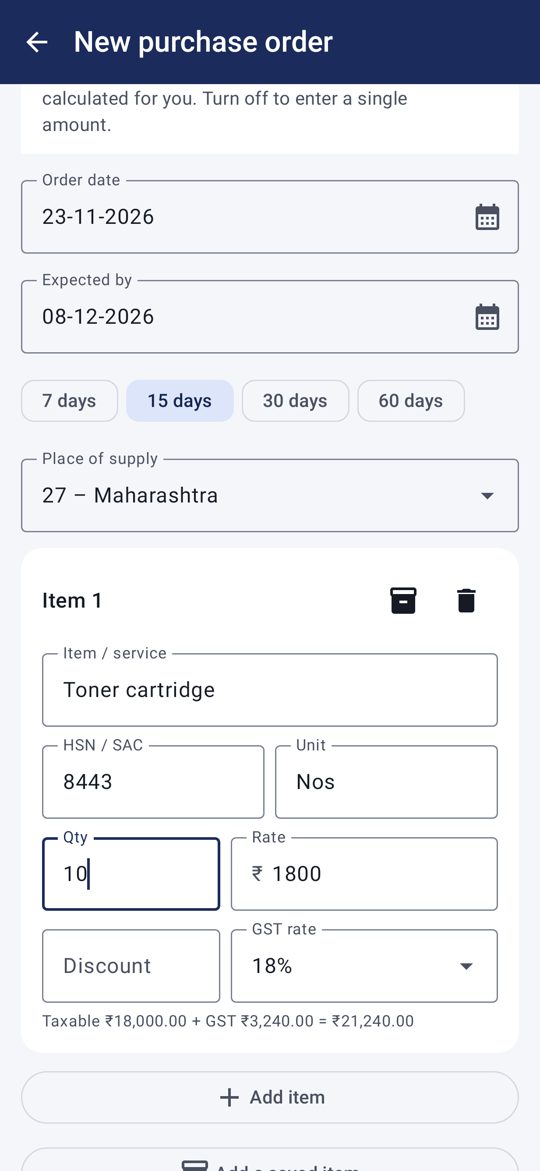 New purchase order
calculated for you. Turn off to enter a single
amount.
Order date
23-11-2026
Expected by
08-12-2026
7 days
15 days
30 days
60 days
Place of supply
27 – Maharashtra
Item 1
Item / service
Toner cartridge
HSN / SAC
8443
Unit
Nos
Qty
10
Rate
₹ 1800
Discount
GST rate
18%
Taxable ₹18,000.00 + GST ₹3,240.00 = ₹21,240.00
Add item
Add a saved item